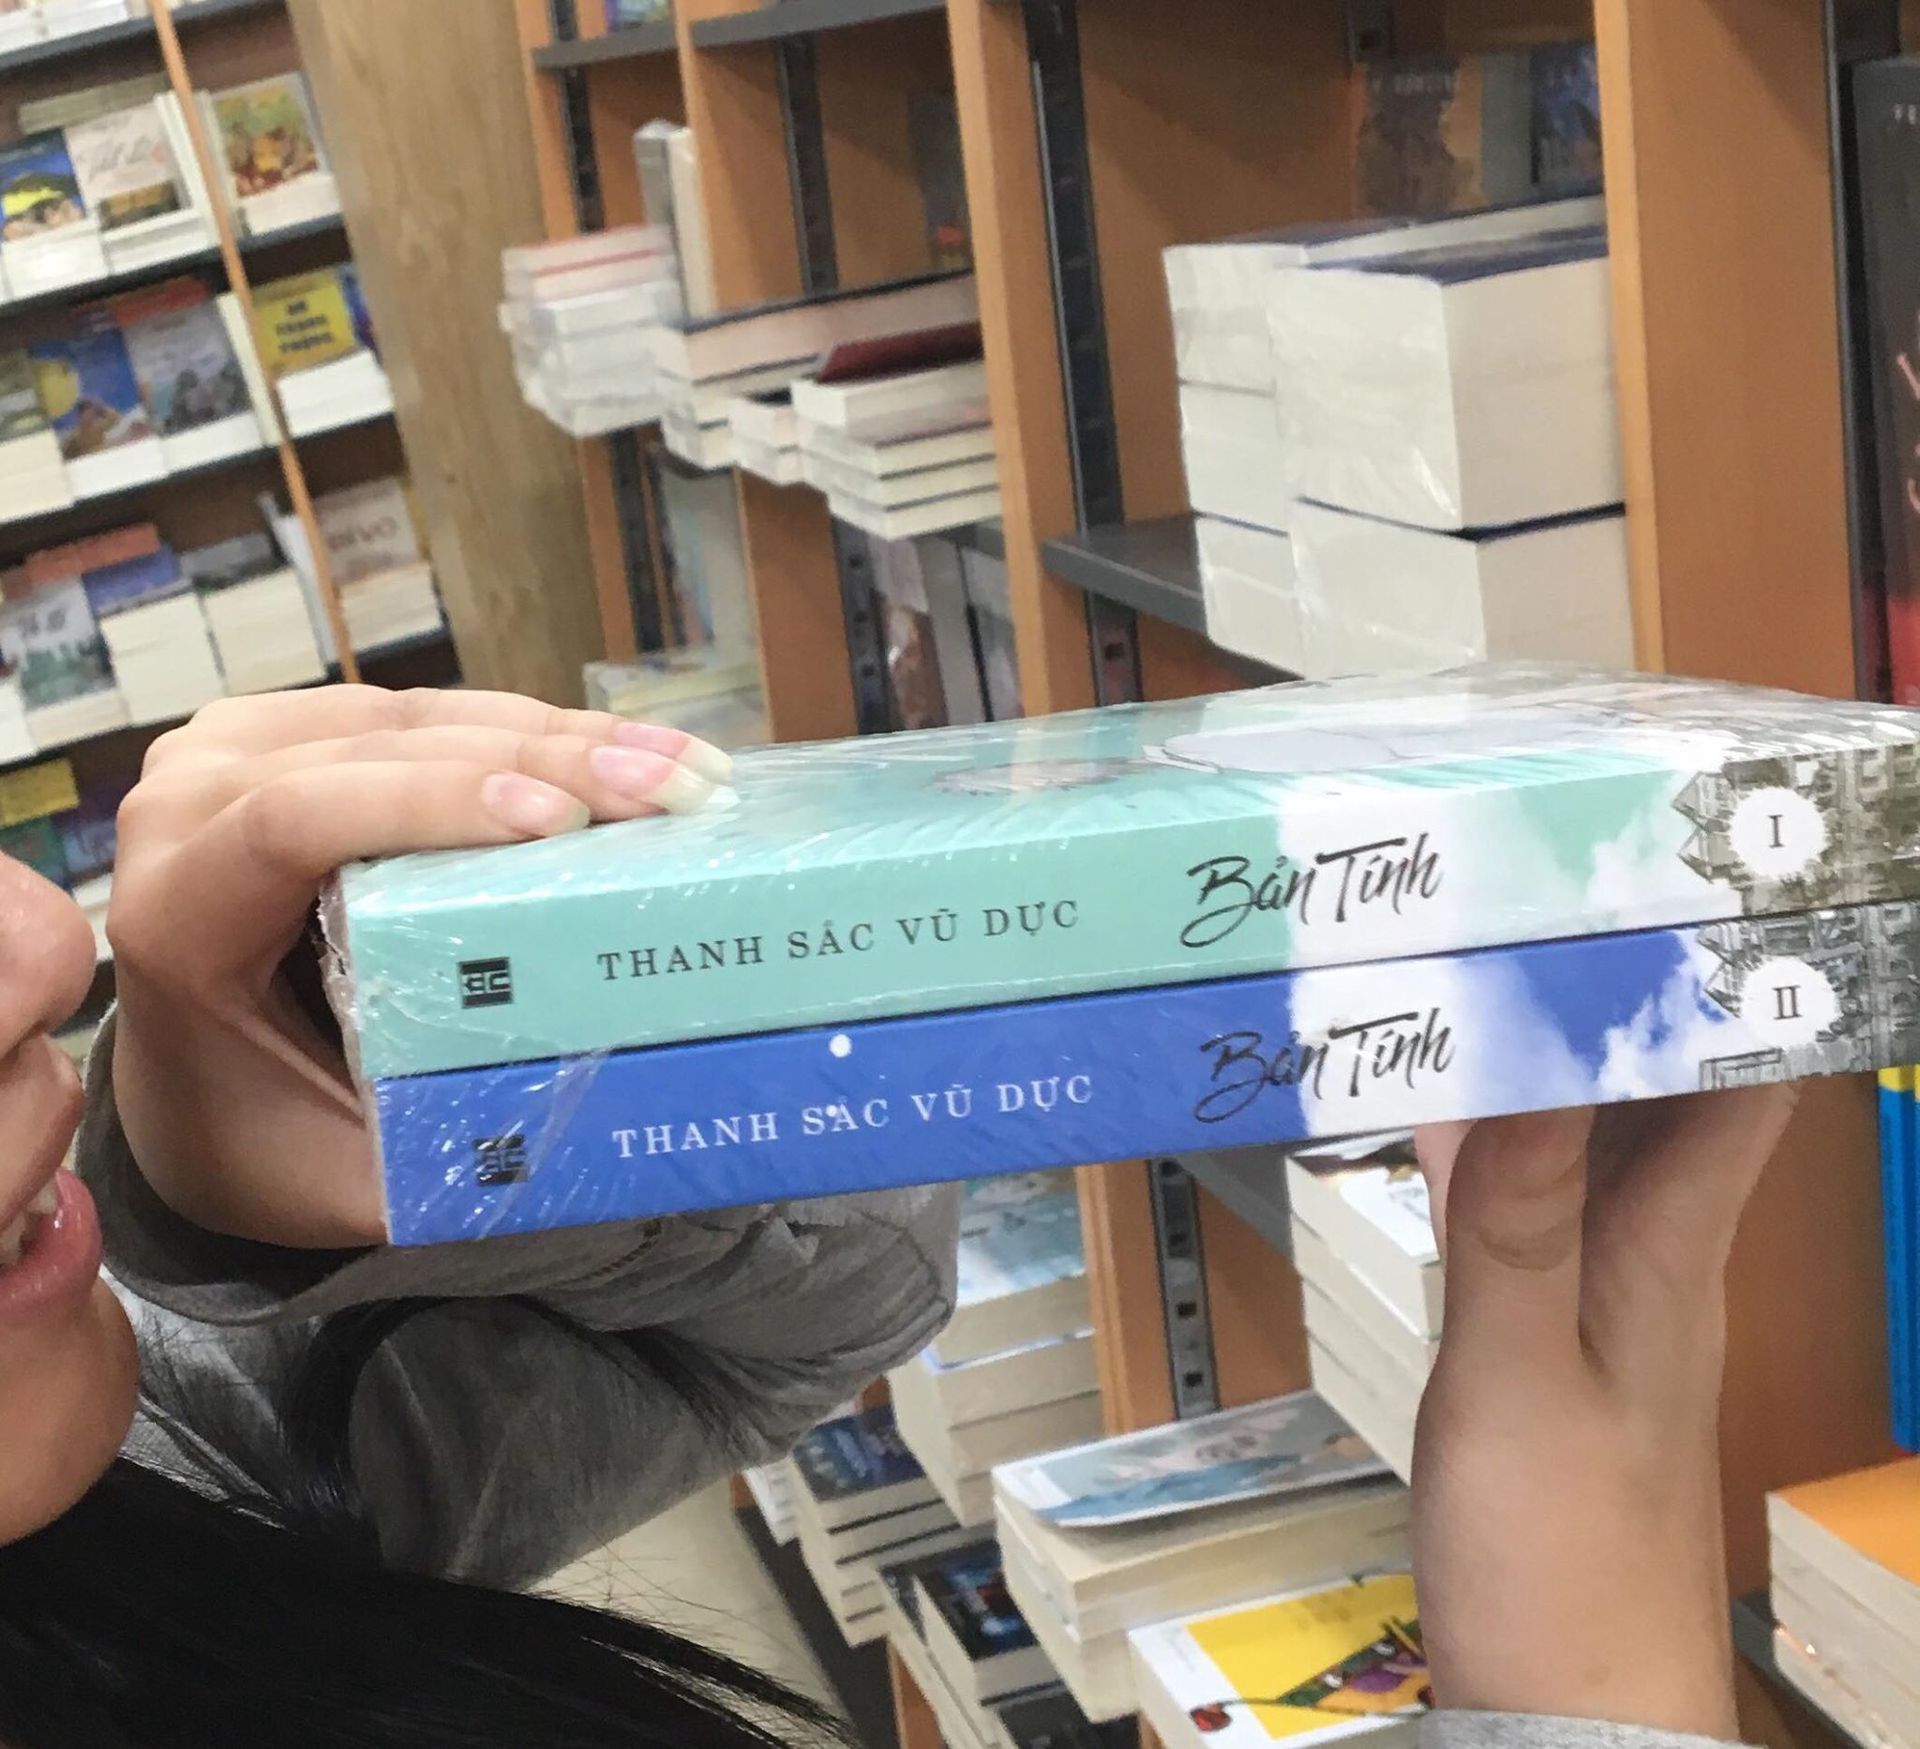 THANH SẮC VŨ DỰC Bản Tính I
THANH SẮC VŨ DỰC Bản Tính II